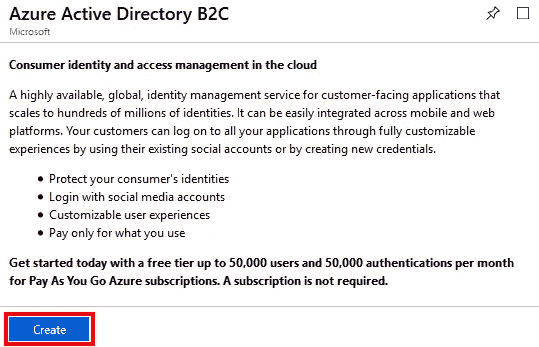 Azure Active Directory B2C
Microsoft
Consumer identity and access management in the cloud
A highly available, global, identity management service for customer-facing applications that
scales to hundreds of millions of identities. It can be easily integrated across mobile and web
platforms. Your customers can log on to all your applications through fully customizable
experiences by using their existing social accounts or by creating new credentials.
• Protect your consumer's identities
• Login with social media accounts
• Customizable user experiences
• Pay only for what you use
Get started today with a free tier up to 50,000 users and 50,000 authentications per month
for Pay As You Go Azure subscriptions. A subscription is not required.
Create